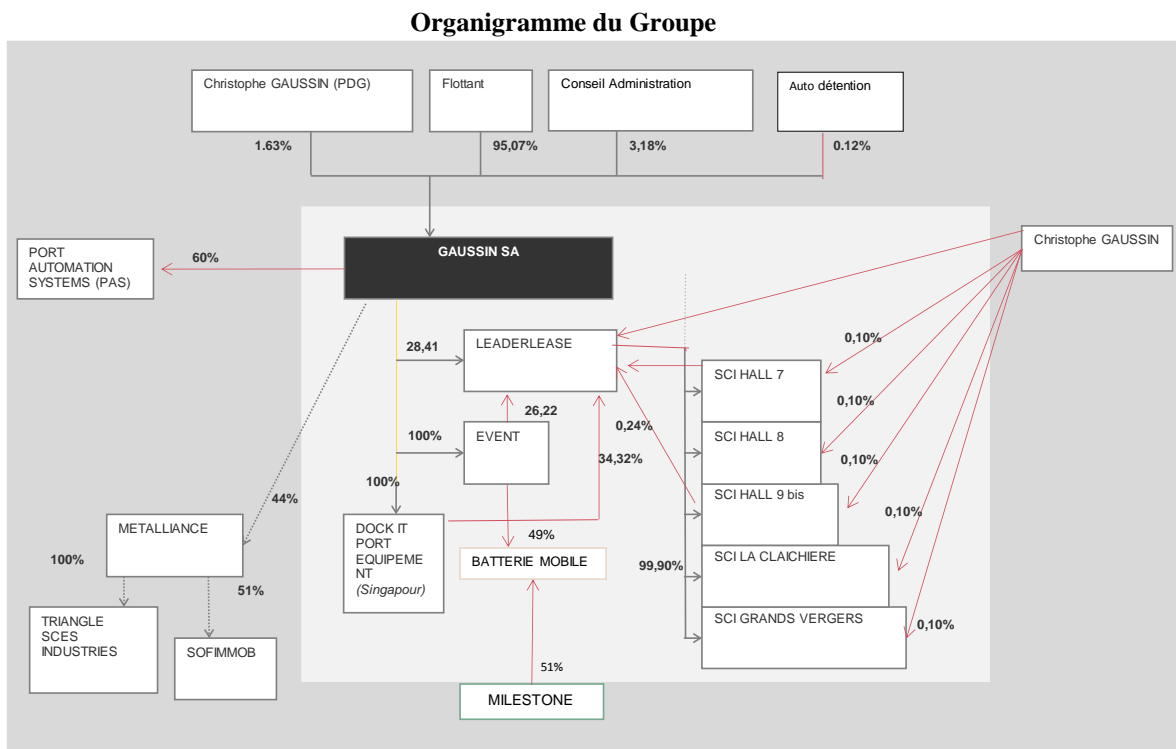 Organigramme du Groupe
Christophe GAUSSIN (PDG)
Flottant
Conseil Administration
Auto détention
1.63%
95,07%
3,18%
0.12%
GAUSSIN SA
PORT
AUTOMATION
SYSTEMS (PAS)
60%
Christophe GAUSSIN
28,41
LEADERLEASE
0,10%
SCI HALL 7
0,10%
26,22
0,24%
100%
EVENT
SCI HALL 8
34,32%
0,10%
100%
44%
SCI HALL 9 bis
0,10%
METALLIANCE
DOCK IT
PORT
EQUIPEME
NT
(Singapour)
49%
BATTERIE MOBILE
99,90%
SCI LA CLAICHIERE
100%
51%
TRIANGLE
SCES
INDUSTRIES
SOFIMMOB
SCI GRANDS VERGERS
0,10%
51%
MILESTONE